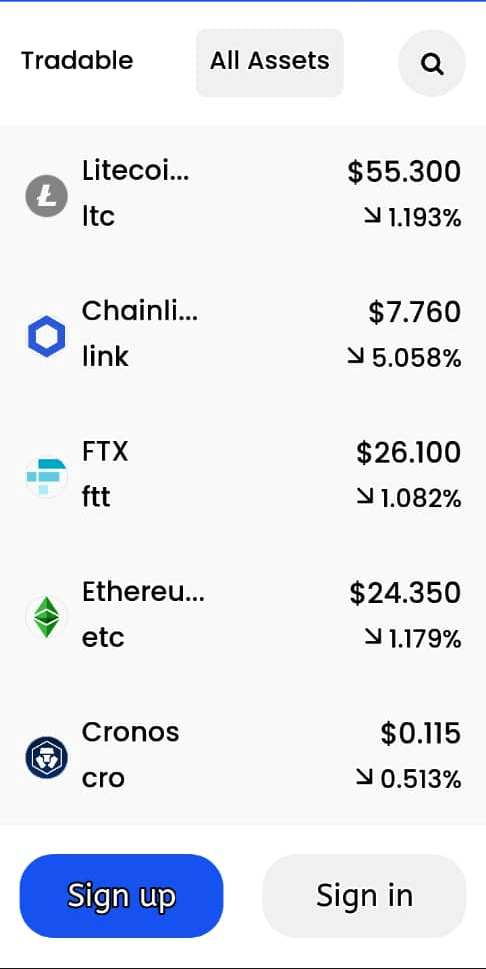 Tradable All Assets
Litecoi... $55.300
ltc ↘ 1.193%
Chainli... $7.760
link ↘ 5.058%
FTX $26.100
ftt ↘ 1.082%
Ethereu... $24.350
etc ↘ 1.179%
Cronos $0.115
cro ↘ 0.513%
Sign up Sign in